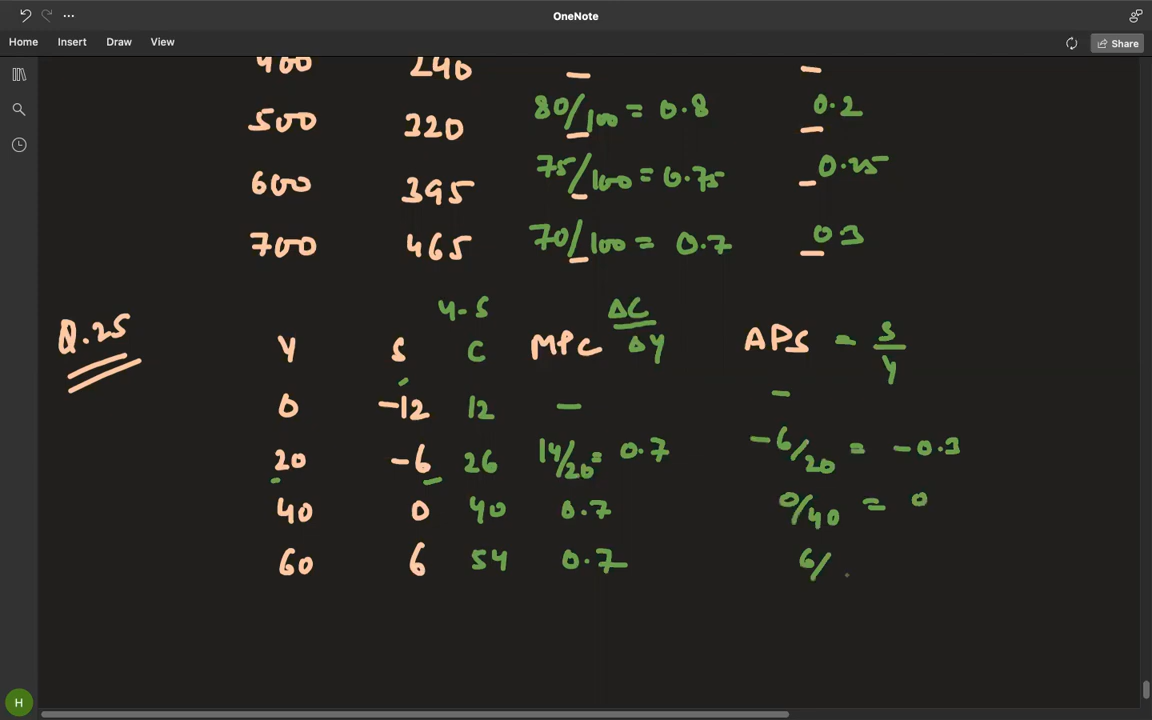 OneNote
Home Insert Draw View
Share
400 240 – –
500 320 80/100 = 0.8 0.2
600 395 75/100 = 0.75 0.25
700 465 70/100 = 0.7 0.3
Y-S ΔC
Q.25 Y S C MPC ΔY APS = S/Y
0 -12 12 – –
20 -6 26 14/20 = 0.7 -6/20 = -0.3
40 0 40 0.7 0/40 = 0
60 6 54 0.7 6/
H